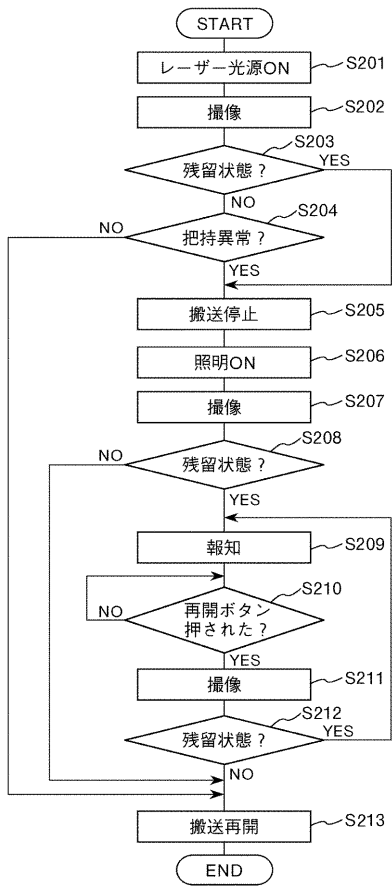 START
レーザー光源ON
S201
撮像
S202
S203
残留状態？
YES
NO
S204
NO
把持異常？
YES
搬送停止
S205
照明ON
S206
撮像
S207
S208
NO
残留状態？
YES
報知
S209
S210
再開ボタン
押された？
NO
YES
撮像
S211
S212
残留状態？
YES
NO
搬送再開
S213
END